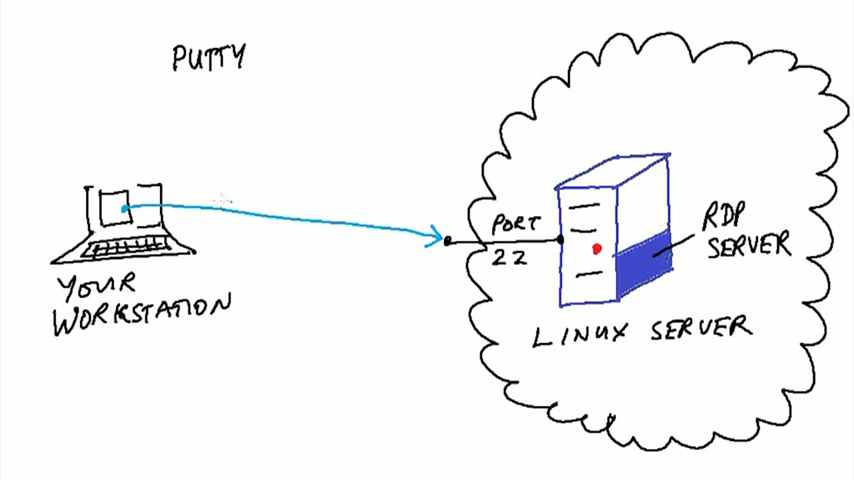 PUTTY
YOUR
WORKSTATION
PORT
22
RDP
SERVER
LINUX SERVER